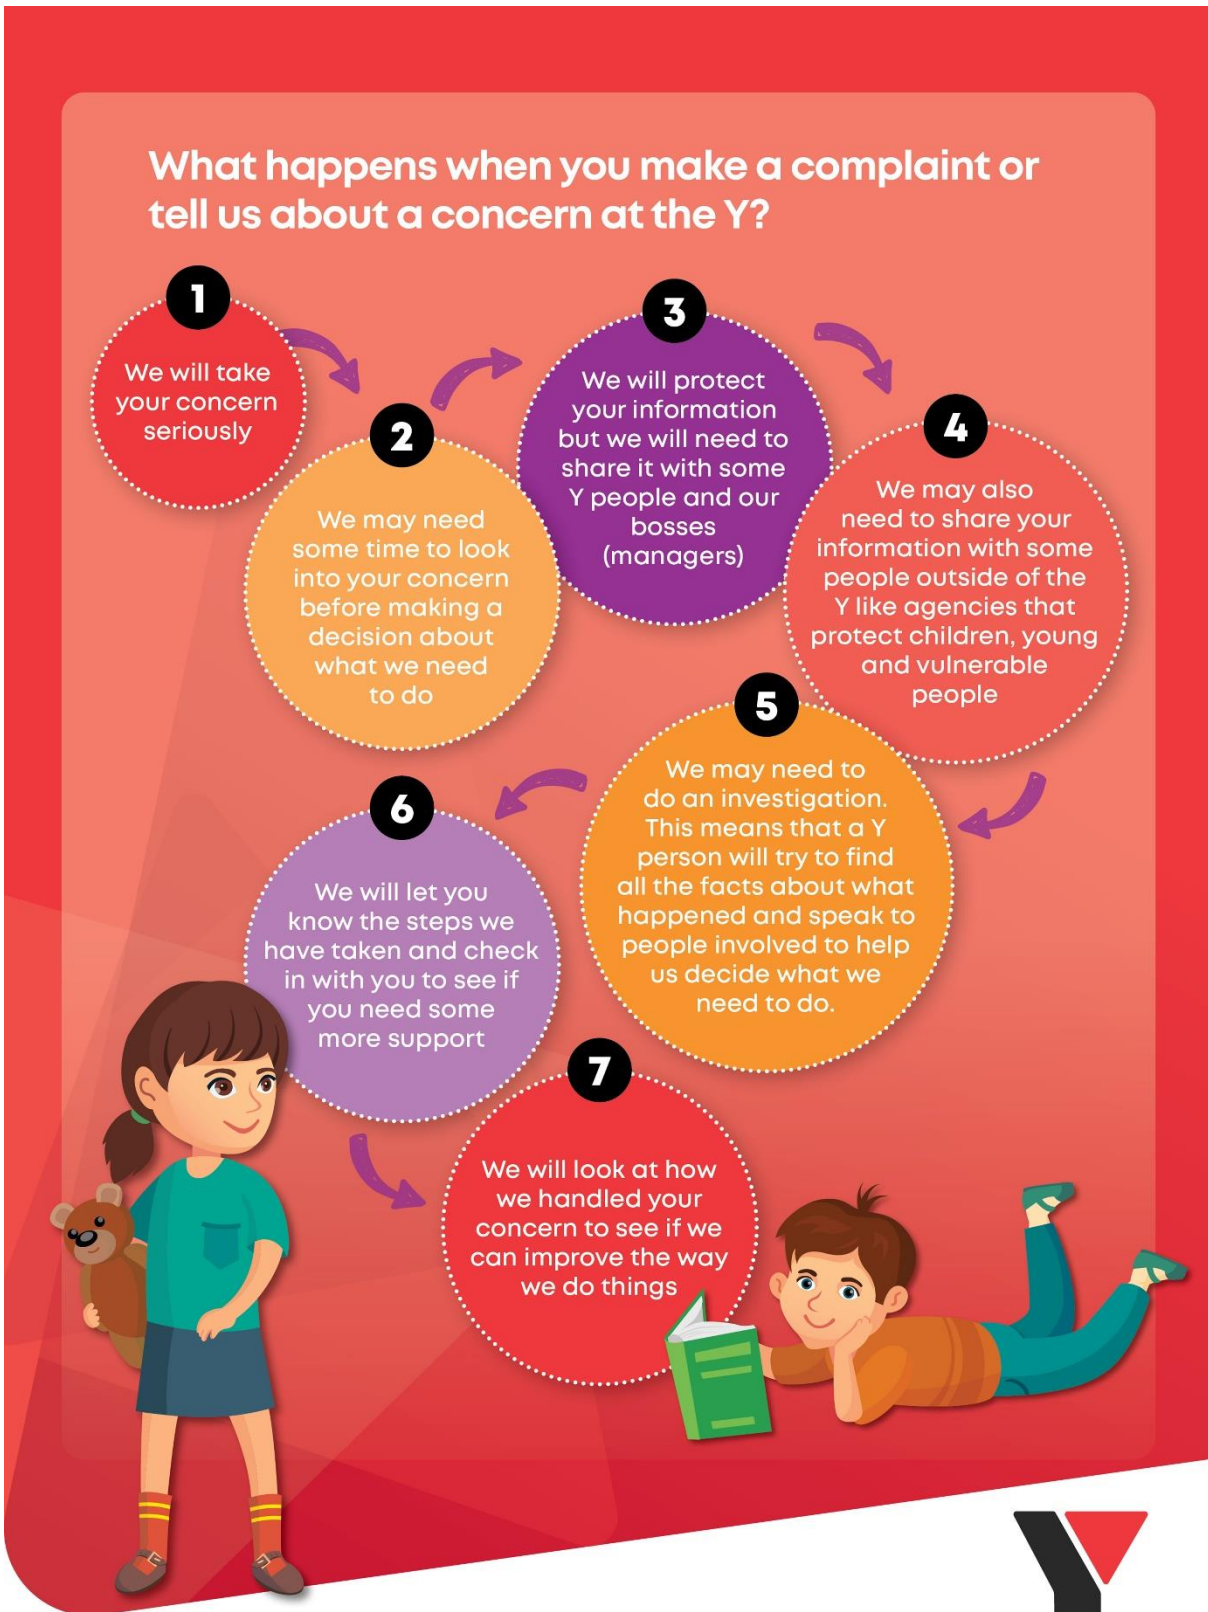 What happens when you make a complaint or
tell us about a concern at the Y?
1
We will take
your concern
seriously
2
We may need
some time to look
into your concern
before making a
decision about
what we need
to do
3
We will protect
your information
but we will need to
share it with some
Y people and our
bosses
(managers)
4
We may also
need to share your
information with some
people outside of the
Y like agencies that
protect children, young
and vulnerable
people
5
We may need to
do an investigation.
This means that a Y
person will try to find
all the facts about what
happened and speak to
people involved to help
us decide what we
need to do.
6
We will let you
know the steps we
have taken and check
in with you to see if
you need some
more support
7
We will look at how
we handled your
concern to see if we
can improve the way
we do things
Y